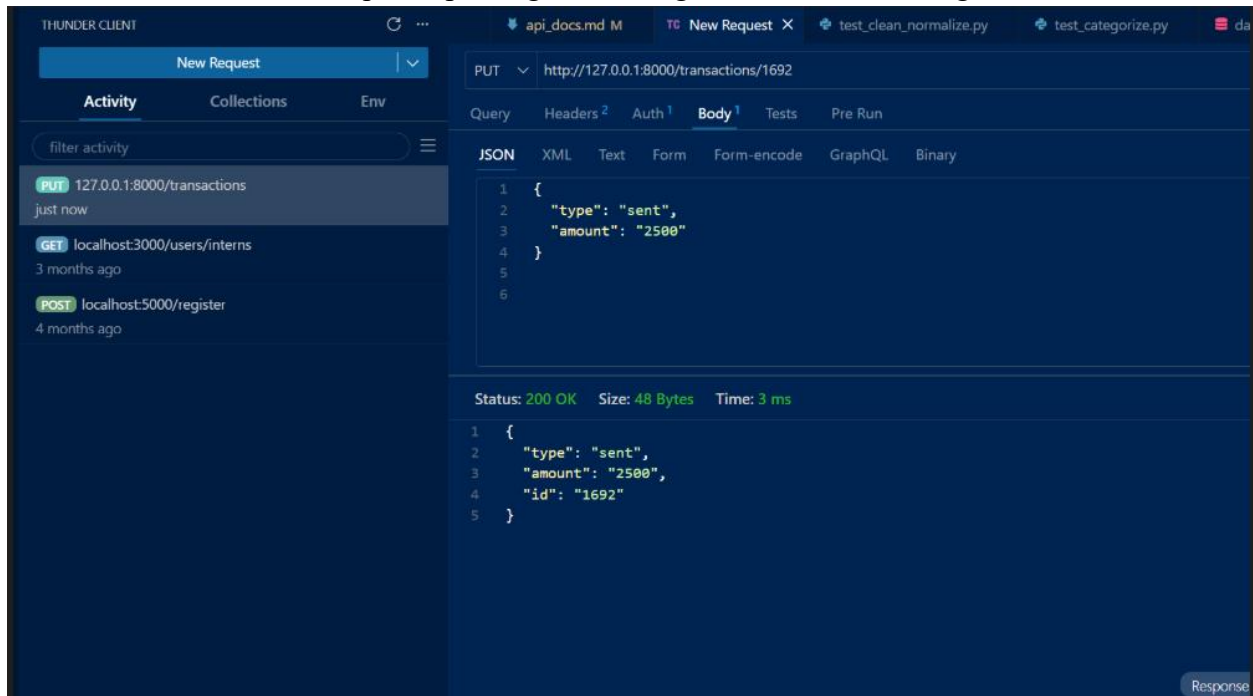 THUNDER CLIENT
New Request
Activity Collections Env
filter activity
PUT 127.0.0.1:8000/transactions
just now
GET localhost:3000/users/interns
3 months ago
POST localhost:5000/register
4 months ago
api_docs.md M TC New Request × test_clean_normalize.py test_categorize.py da
PUT http://127.0.0.1:8000/transactions/1692
Query Headers 2 Auth 1 Body 1 Tests Pre Run
JSON XML Text Form Form-encode GraphQL Binary
1 {
2 "type": "sent",
3 "amount": "2500"
4 }
5
6
Status: 200 OK Size: 48 Bytes Time: 3 ms
1 {
2 "type": "sent",
3 "amount": "2500",
4 "id": "1692"
5 }
Response